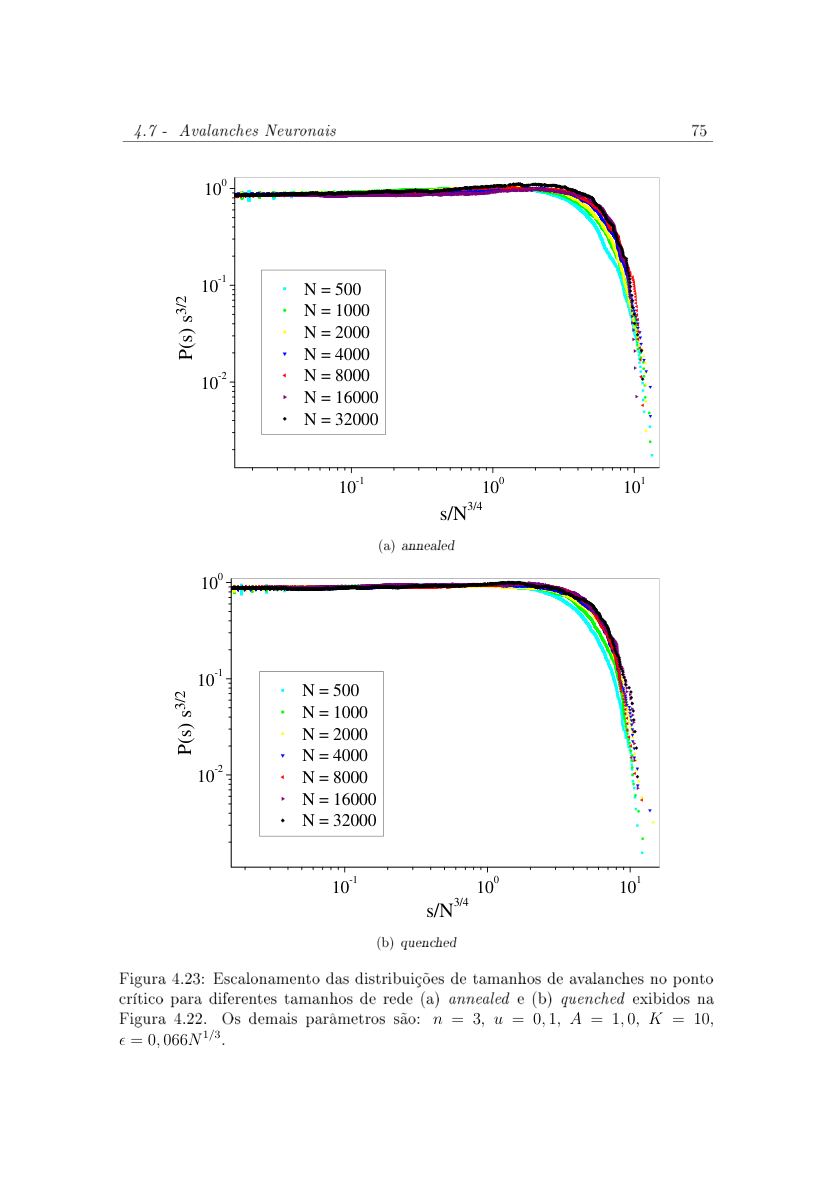 4.7 - Avalanches Neuronais 75
10^0
10^-1
10^-2
P(s) s^3/2
N = 500
N = 1000
N = 2000
N = 4000
N = 8000
N = 16000
N = 32000
10^-1 10^0 10^1
s/N^3/4
(a) annealed
10^0
10^-1
10^-2
P(s) s^3/2
N = 500
N = 1000
N = 2000
N = 4000
N = 8000
N = 16000
N = 32000
10^-1 10^0 10^1
s/N^3/4
(b) quenched
Figura 4.23: Escalonamento das distribuições de tamanhos de avalanches no ponto
crítico para diferentes tamanhos de rede (a) annealed e (b) quenched exibidos na
Figura 4.22. Os demais parâmetros são: n = 3, u = 0,1, A = 1,0, K = 10,
ϵ = 0,066N^1/3.